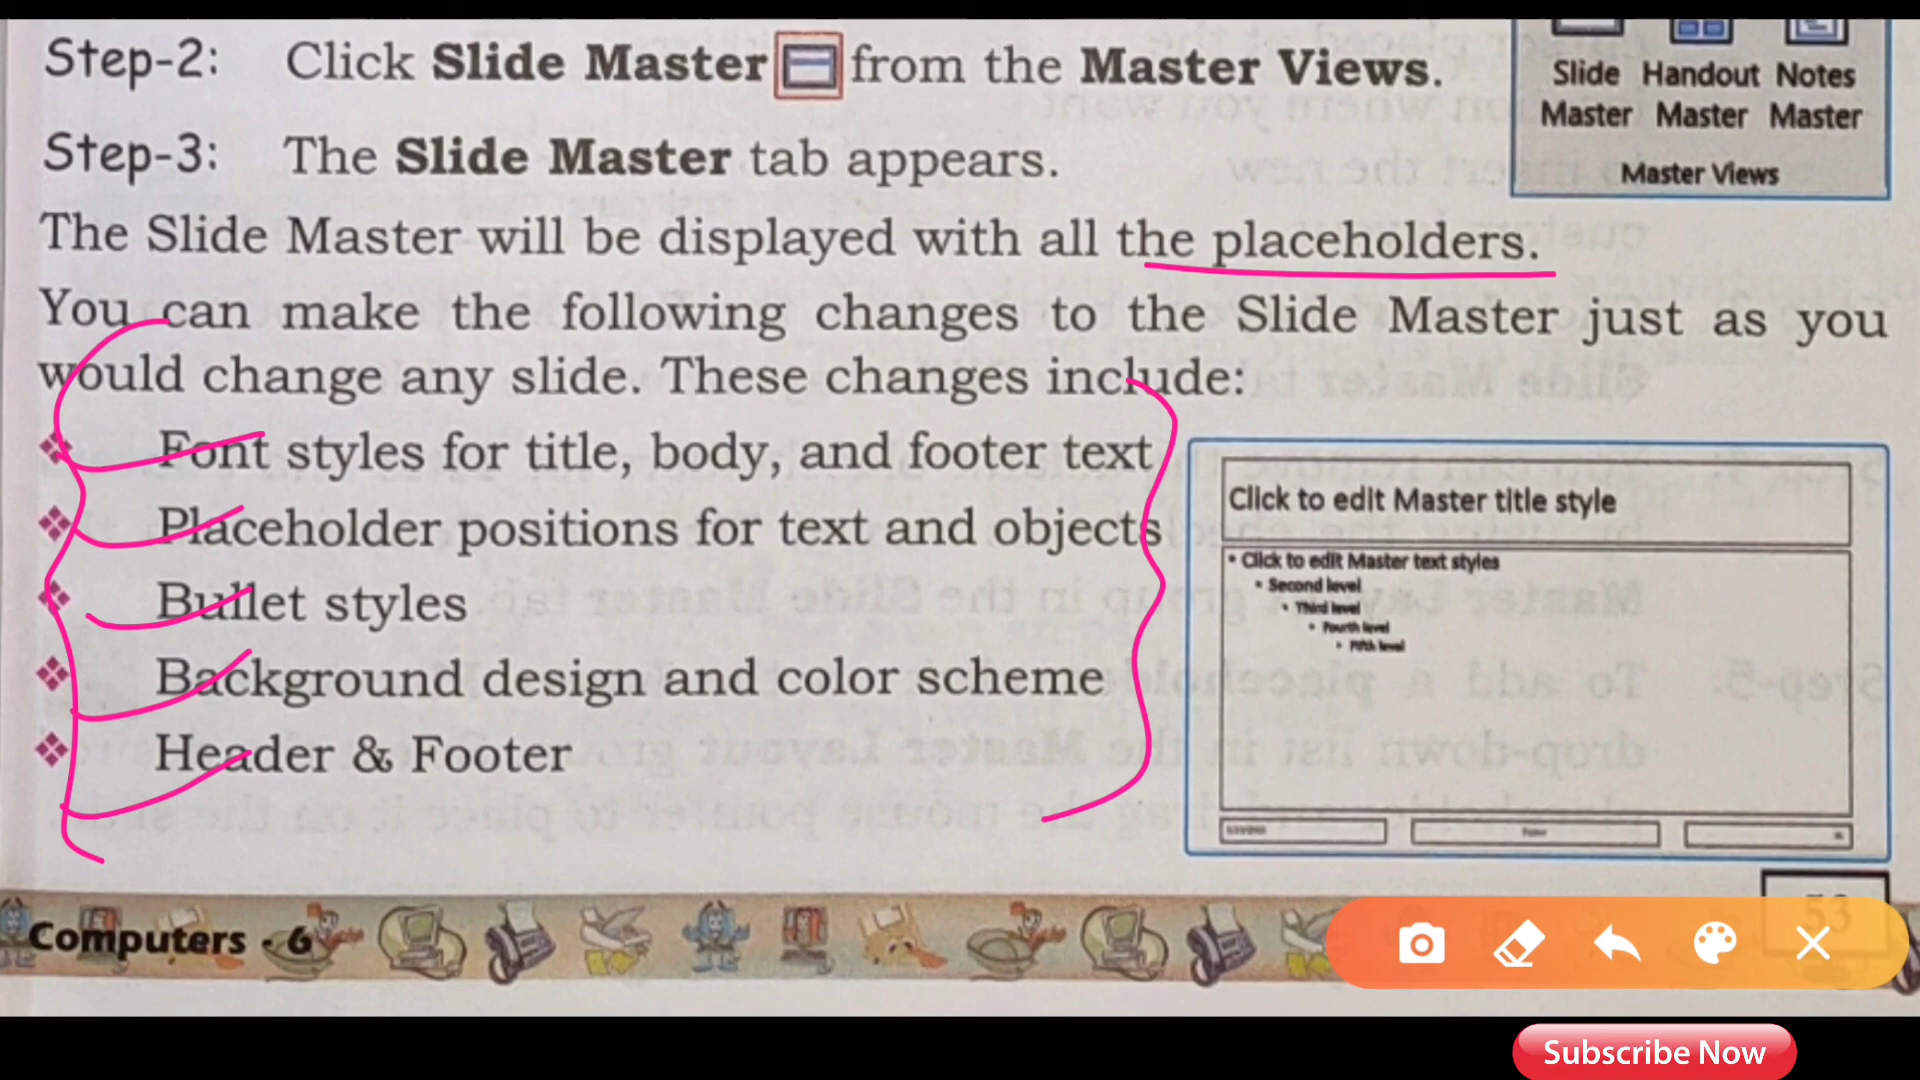 Step-2: Click Slide Master from the Master Views.
Slide Handout Notes
Master Master Master
Master Views
Step-3: The Slide Master tab appears.
The Slide Master will be displayed with all the placeholders.
You can make the following changes to the Slide Master just as you
would change any slide. These changes include:
Font styles for title, body, and footer text
Placeholder positions for text and objects
Bullet styles
Background design and color scheme
Header & Footer
Click to edit Master title style
• Click to edit Master text styles
• Second level
• Third level
• Fourth level
• Fifth level
Computers - 6
53
Subscribe Now